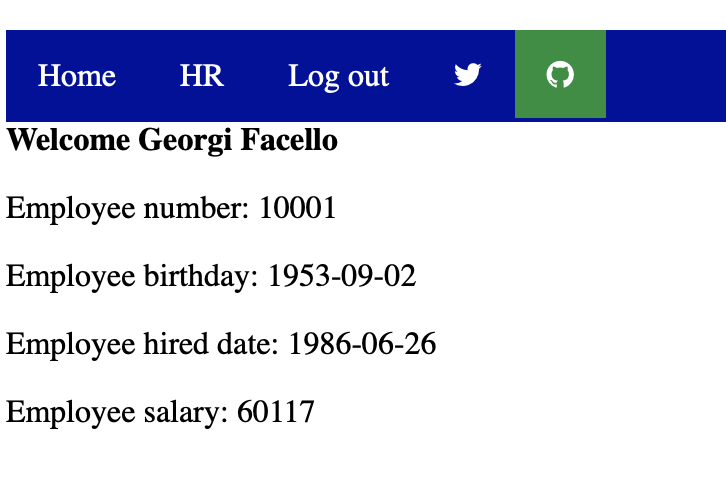 Home HR Log out
Welcome Georgi Facello
Employee number: 10001
Employee birthday: 1953-09-02
Employee hired date: 1986-06-26
Employee salary: 60117